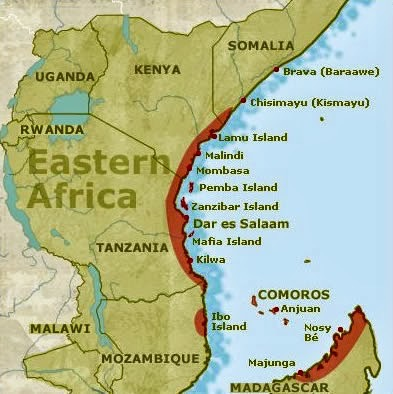 SOMALIA
KENYA
UGANDA
Brava (Baraawe)
Chisimayu (Kismayu)
RWANDA
Lamu Island
Malindi
Mombasa
Eastern
Africa
Pemba Island
Zanzibar Island
Dar es Salaam
Mafia Island
TANZANIA
Kilwa
COMOROS
Anjuan
Ibo
Island
Nosy
Bé
MALAWI
MOZAMBIQUE
Majunga
MADAGASCAR